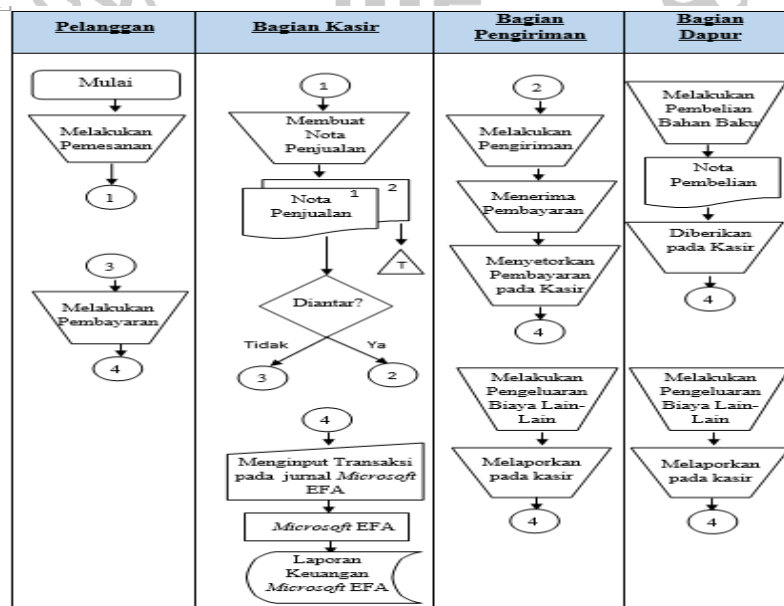 Pelanggan
Mulai
Melakukan
Pemesanan
1
3
Melakukan
Pembayaran
4
Bagian Kasir
1
Membuat
Nota
Penjualan
Nota
Penjualan
1
2
T
Diantar?
Tidak
Ya
3
2
4
Menginput Transaksi
pada jurnal Microsoft
EFA
Microsoft EFA
Laporan
Keuangan
Microsoft EFA
Bagian
Pengiriman
2
Melakukan
Pengiriman
Menerima
Pembayaran
Menyetorkan
Pembayaran
pada Kasir
4
Melakukan
Pengeluaran
Biaya Lain-
Lain
Melaporkan
pada kasir
4
Bagian
Dapur
Melakukan
Pembelian
Bahan Baku
Nota
Pembelian
Diberikan
pada Kasir
4
Melakukan
Pengeluaran
Biaya Lain-
Lain
Melaporkan
pada kasir
4